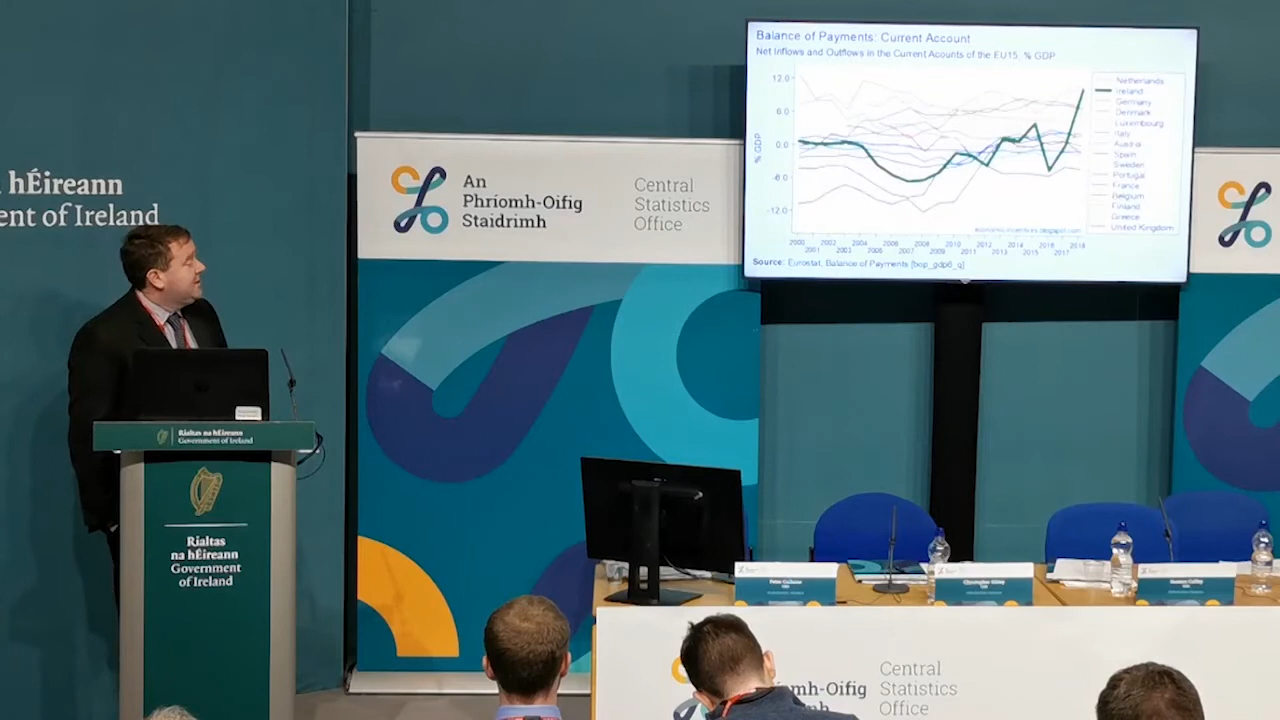 hÉireann
ent of Ireland
An
Phríomh-Oifig
Staidrimh
Central
Statistics
Office
Balance of Payments: Current Account
Net Inflows and Outflows in the Current Acounts of the EU15, % GDP
% GDP
12.0
6.0
0.0
-6.0
-12.0
2000 2002 2004 2006 2008 2010 2012 2014 2016 2018
2001 2003 2005 2007 2009 2011 2013 2015 2017
Netherlands
Ireland
Germany
Denmark
Luxembourg
Italy
Austria
Spain
Sweden
Portugal
France
Belgium
Finland
Greece
United Kingdom
Source: Eurostat, Balance of Payments [bop_gdp6_q]
Rialtas na hÉireann
Government of Ireland
Rialtas
na hÉireann
Government
of Ireland
mh-Oifig
Central
Statistics
Office